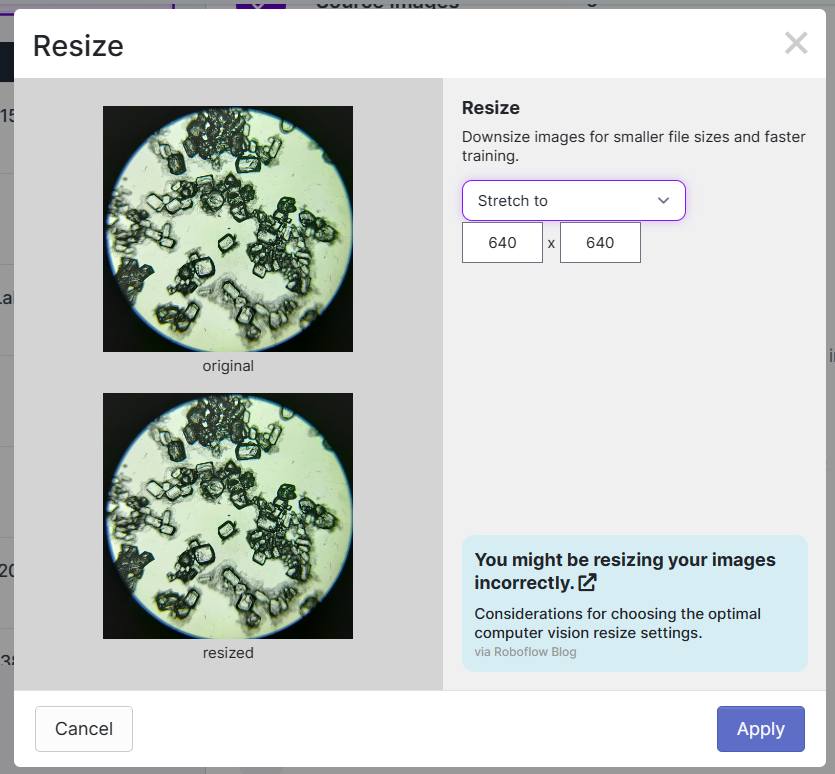 Resize
original
resized
Resize
Downsize images for smaller file sizes and faster
training.
Stretch to
640 x 640
You might be resizing your images
incorrectly.
Considerations for choosing the optimal
computer vision resize settings.
via Roboflow Blog
Cancel
Apply